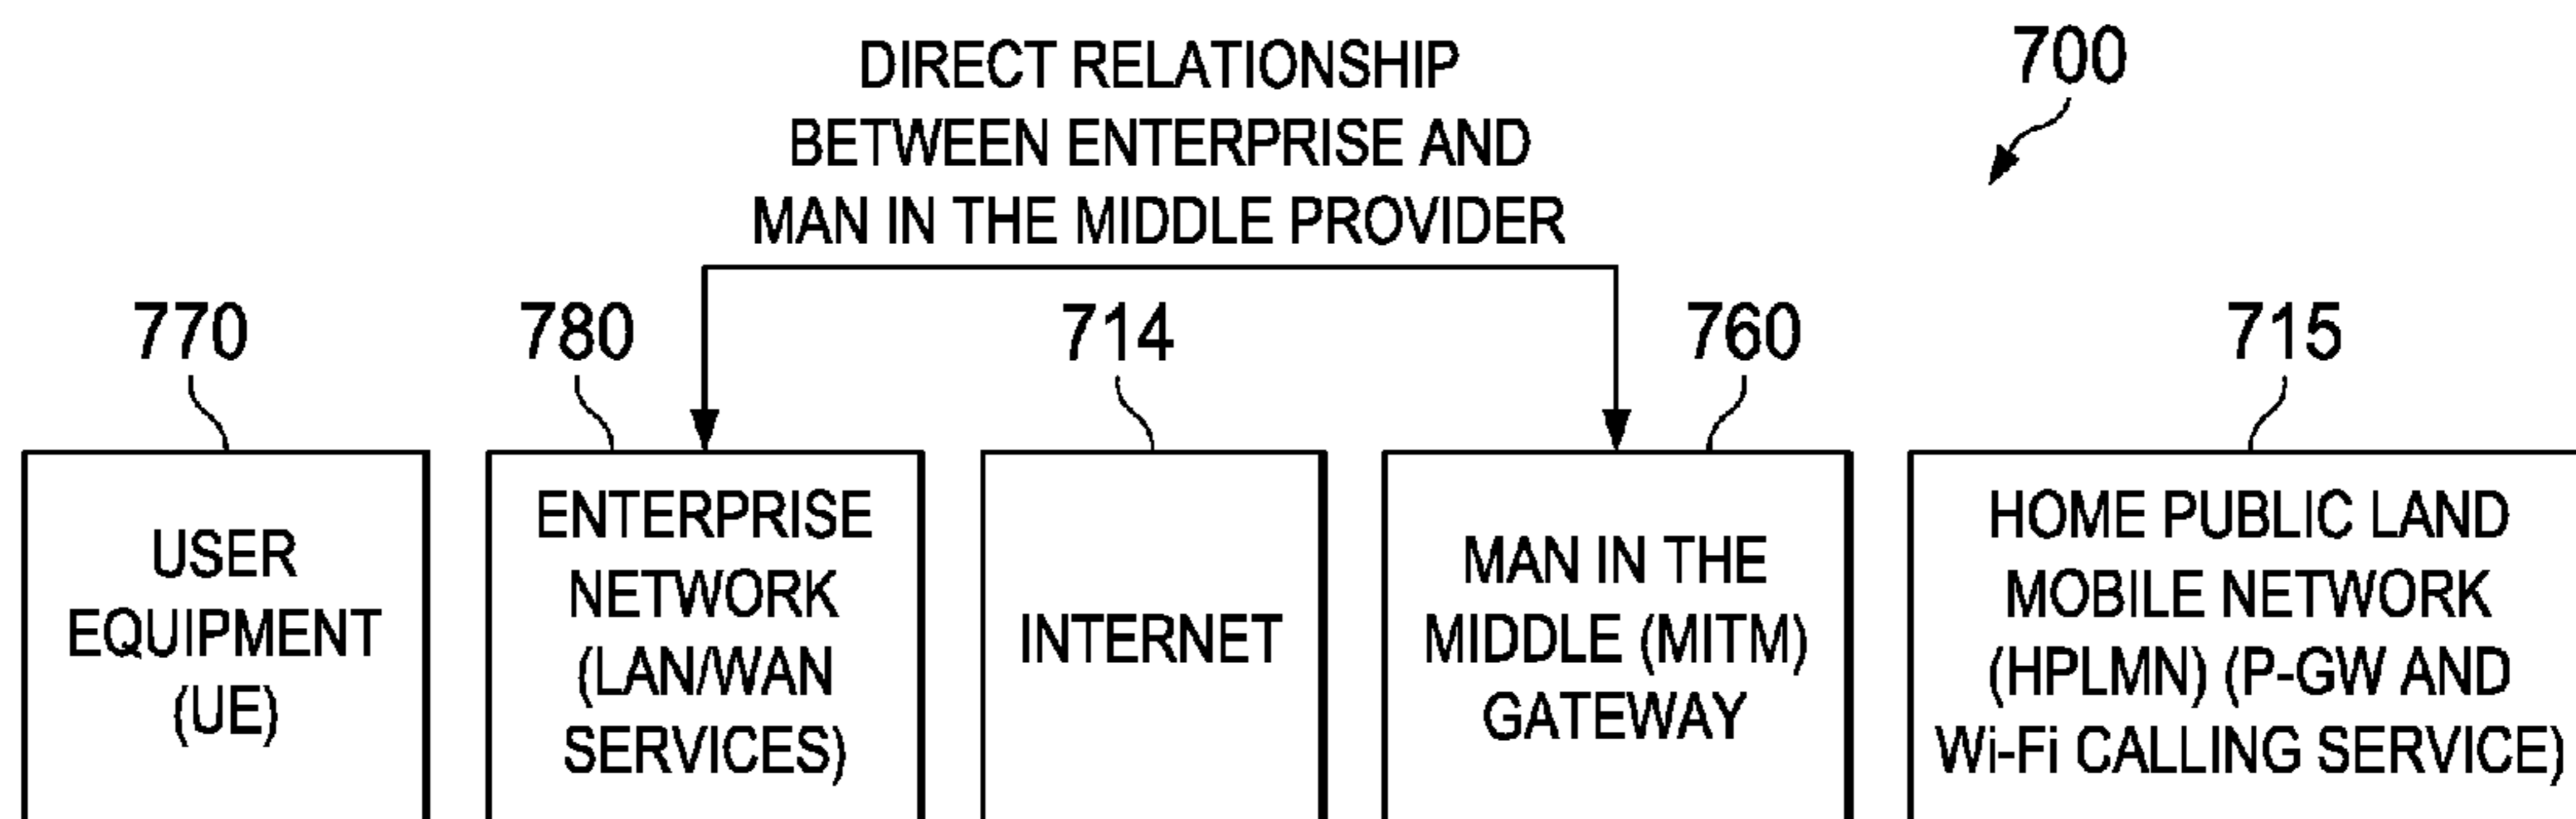 DIRECT RELATIONSHIP
BETWEEN ENTERPRISE AND
MAN IN THE MIDDLE PROVIDER
700
770
780
714
760
715
USER
EQUIPMENT
(UE)
ENTERPRISE
NETWORK
(LAN/WAN
SERVICES)
INTERNET
MAN IN THE
MIDDLE (MITM)
GATEWAY
HOME PUBLIC LAND
MOBILE NETWORK
(HPLMN) (P-GW AND
Wi-Fi CALLING SERVICE)